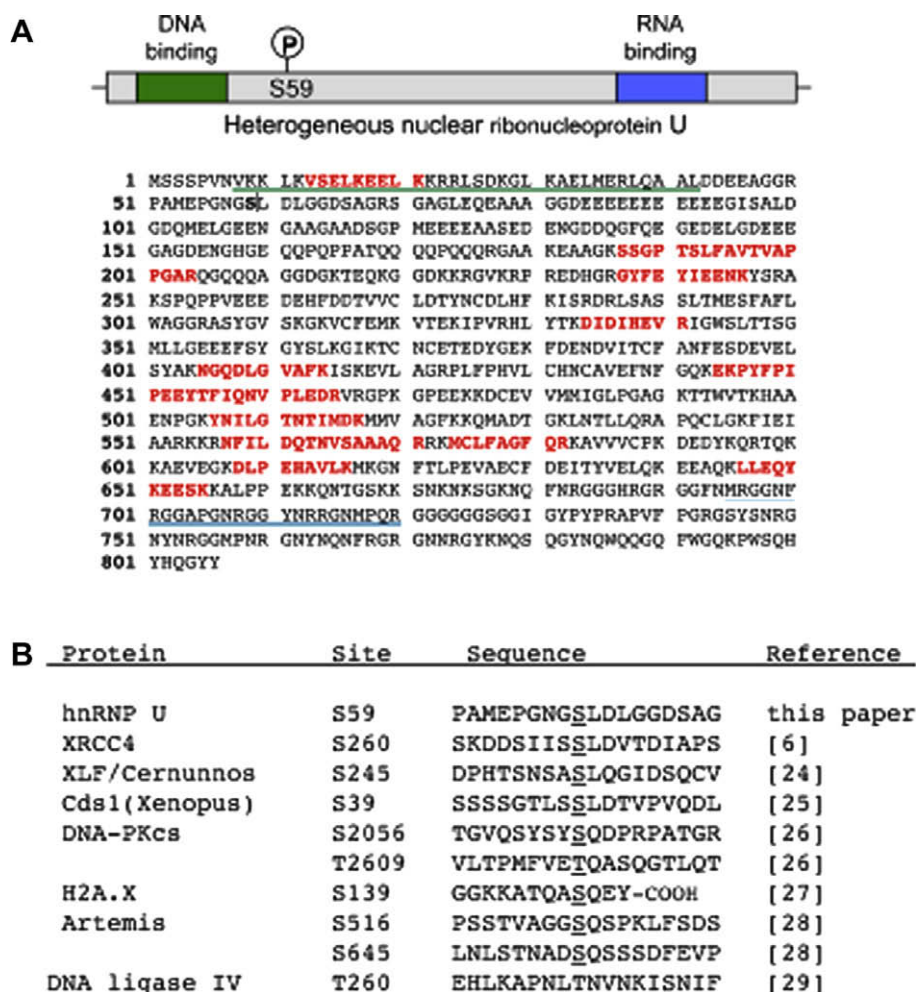 A
DNA
binding
RNA
binding
P
S59
Heterogeneous nuclear ribonucleoprotein U
1 MSSSPVNVKK LKVSELKEEL KKRRLSDKGL KAELMERLQA ALDDEEAGGR
51 PAMEPGNGSL DLGGDSAGRS GAGLEQEAAA GGDEEEEEEE EEEEGISALD
101 GDQMELGEEN GAAGAADSGP MEEEEAASED ENGDDQGFQE GEDELGDEEE
151 GAGDENGHGE QQPQPPATQQ QQPQQQRGAA KEAAGKSSGP TSLFAVTVAP
201 PGARQGQQQA GGDGKTEQKG GDKKRGVKRP REDHGRGYFE YIEENKYSRA
251 KSPQPPVEEE DEHFDDTVVC LDTYNCDLHF KISRDRLSAS SLTMESFAFL
301 WAGGRASYGV SKGKVCFEMK VTEKIPVRHL YTKDIDIHEV RIGWSLTTSG
351 MLLGEEEFSY GYSLKGIKTC NCETEDYGEK FDENDVITCF ANFESDEVEL
401 SYAKNGQDLG VAFKISKEVL AGRPLFPHVL CHNCAVEFNF GQKEKPYFPI
451 PEEYTFIQNV PLEDRVRGPK GPEEKKDCEV VMMIGLPGAG KTTWVTKHAA
501 ENPGKYNILG TNTIMDKMMV AGFKKQMADT GKLNTLLQRA PQCLGKFIEI
551 AARKKRNFIL DQTNVSAAAQ RRKMCLFAGF QRKAVVVCPK DEDYKQRTQK
601 KAEVEGKDLP EHAVLKMKGN FTLPEVAECF DEITYVELQK EEAQKLLEQY
651 KEESKKALPP EKKQNTGSKK SNKNKSGKNQ FNRGGGHRGR GGFNMRGGNF
701 RGGAPGNRGG YNRRGNMPQR GGGGGGSGGI GYPYPRAPVF PGRGSYSNRG
751 NYNRGGMPNR GNYNQNFRGR GNNRGYKNQS QGYNQWQQGQ FWGQKPWSQH
801 YHQGYY
B Protein Site Sequence Reference
hnRNP U S59 PAMEPGNGSLDLGGDSAG this paper
XRCC4 S260 SKDDSIISSLDVTDIAPS [6]
XLF/Cernunnos S245 DPHTSNSASLQGIDSQCV [24]
Cds1(Xenopus) S39 SSSSGTLSSLDTVPVQDL [25]
DNA-PKcs S2056 TGVQSYSYSQDPRPATGR [26]
T2609 VLTPMFVETQASQGTLQT [26]
H2A.X S139 GGKKATQASQEY-COOH [27]
Artemis S516 PSSTVAGGSQSPKLFSDS [28]
S645 LNLSTNADSQSSSDFEVP [28]
DNA ligase IV T260 EHLKAPNLTNVNKISNIF [29]